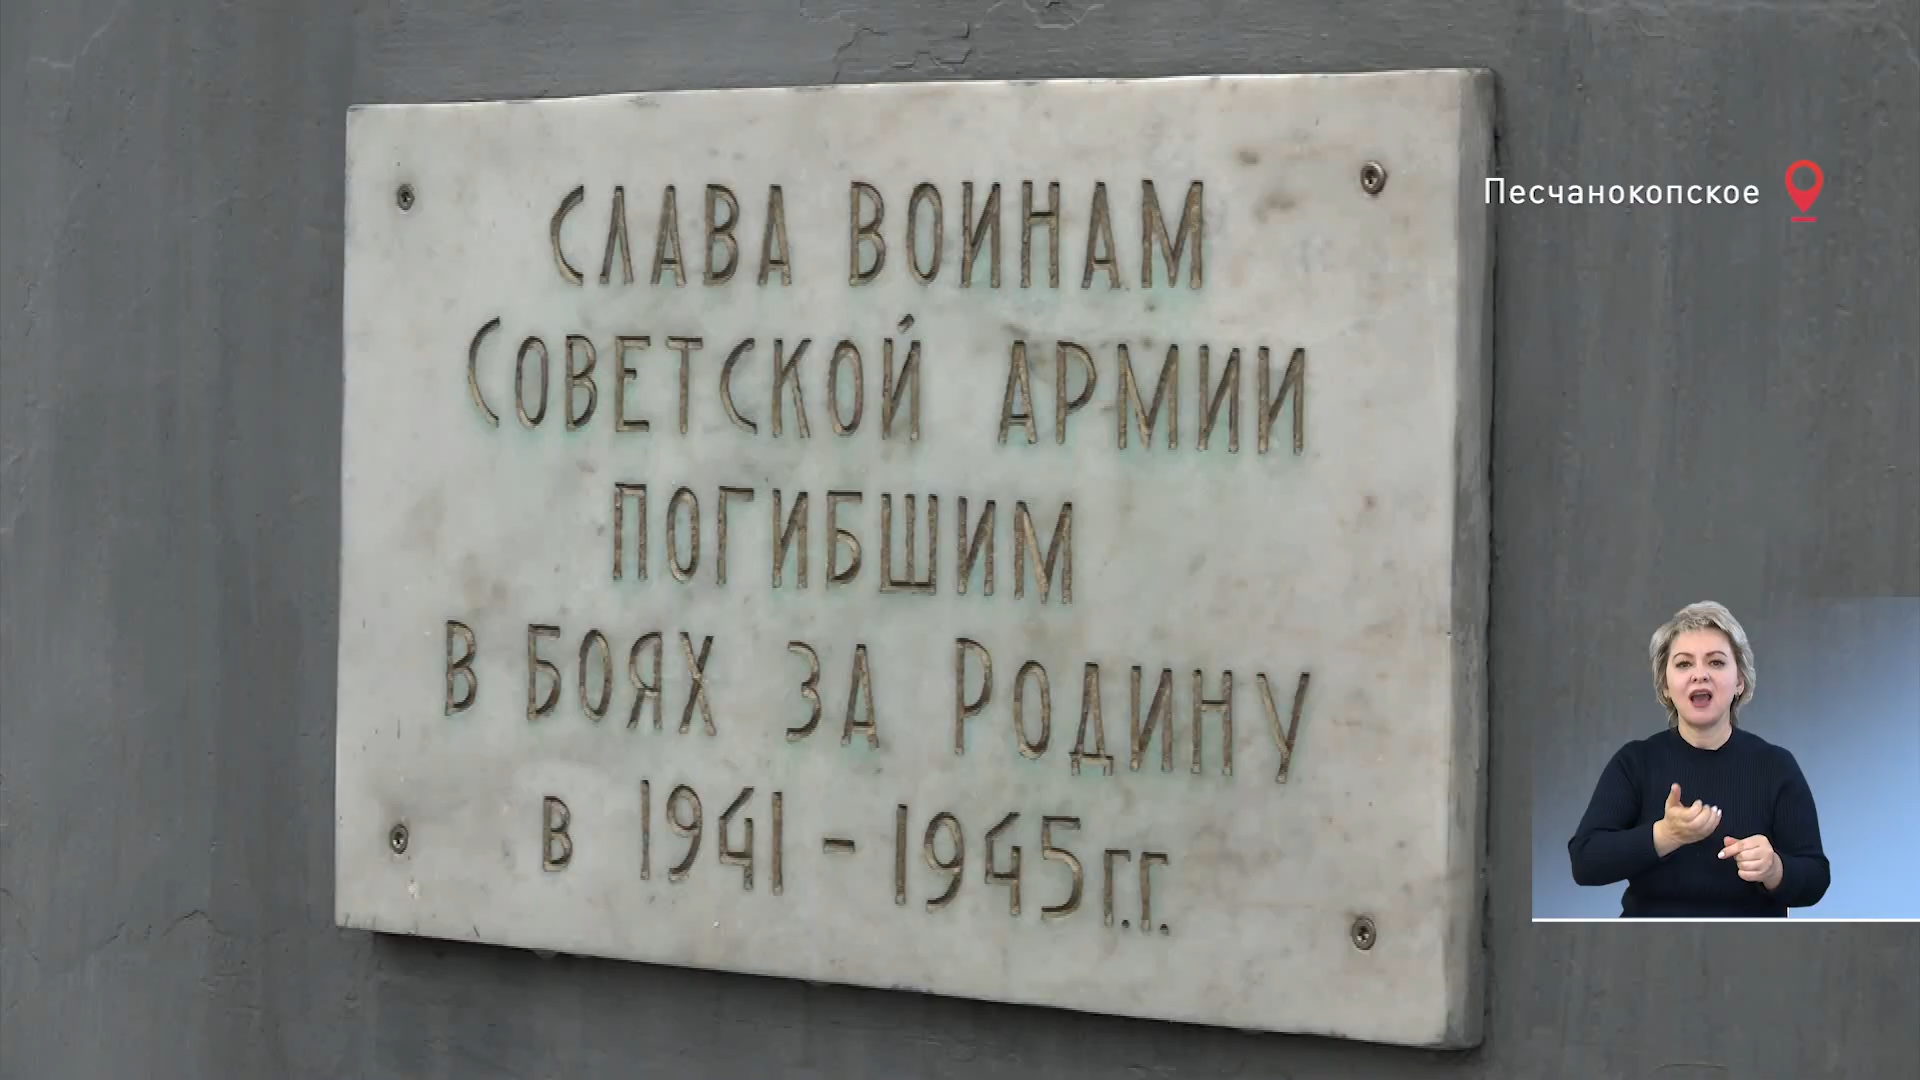 СЛАВА ВОИНАМ
СОВЕТСКОЙ АРМИИ
ПОГИБШИМ
В БОЯХ ЗА РОДИНУ
В 1941-1945 г.г.
Песчанокопское